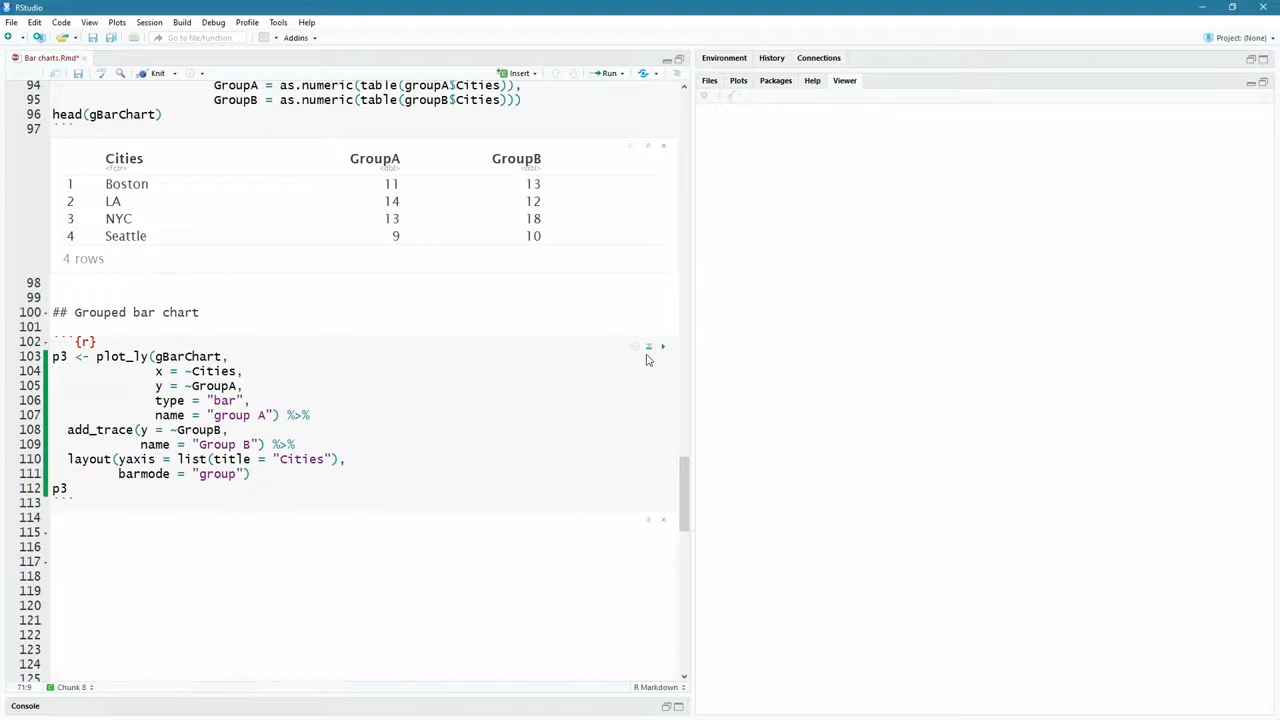 RStudio
File Edit Code View Plots Session Build Debug Profile Tools Help
Go to file/function Addins Project: (None)
Bar charts.Rmd*
Knit Insert Run
94 GroupA = as.numeric(table(groupA$Cities)),
95 GroupB = as.numeric(table(groupB$Cities)))
96 head(gBarChart)
97 ```
Cities GroupA GroupB
<fctr> <dbl> <dbl>
1 Boston 11 13
2 LA 14 12
3 NYC 13 18
4 Seattle 9 10
4 rows
98
99
100 ## Grouped bar chart
101
102 ```{r}
103 p3 <- plot_ly(gBarChart,
104 x = ~Cities,
105 y = ~GroupA,
106 type = "bar",
107 name = "group A") %>%
108 add_trace(y = ~GroupB,
109 name = "Group B") %>%
110 layout(yaxis = list(title = "Cities"),
111 barmode = "group")
112 p3
113 ```
114
115
116
117
118
119
120
121
122
123
124
125
71:9 Chunk 8 R Markdown
Console
Environment History Connections
Files Plots Packages Help Viewer